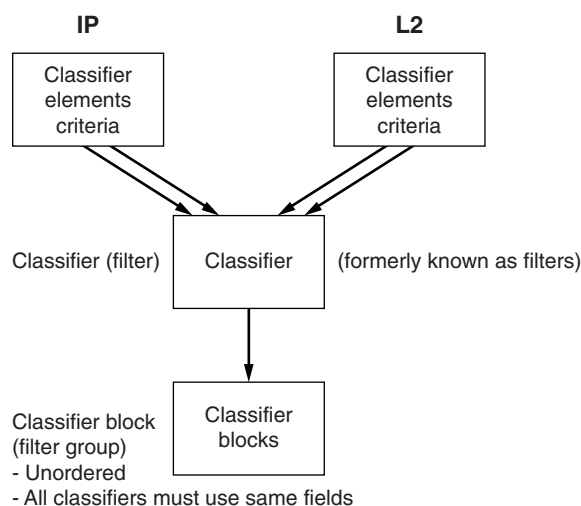 IP
L2
Classifier
elements
criteria
Classifier
elements
criteria
Classifier (filter)
Classifier
(formerly known as filters)
Classifier
blocks
Classifier block
(filter group)
- Unordered
- All classifiers must use same fields